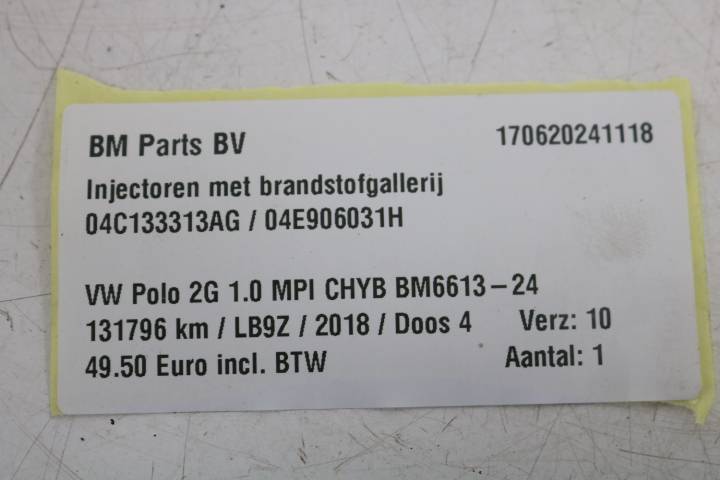 BM Parts BV 170620241118
Injectoren met brandstofgallerij
04C133313AG / 04E906031H
VW Polo 2G 1.0 MPI CHYB BM6613-24
131796 km / LB9Z / 2018 / Doos 4 Verz: 10
49.50 Euro incl. BTW Aantal: 1